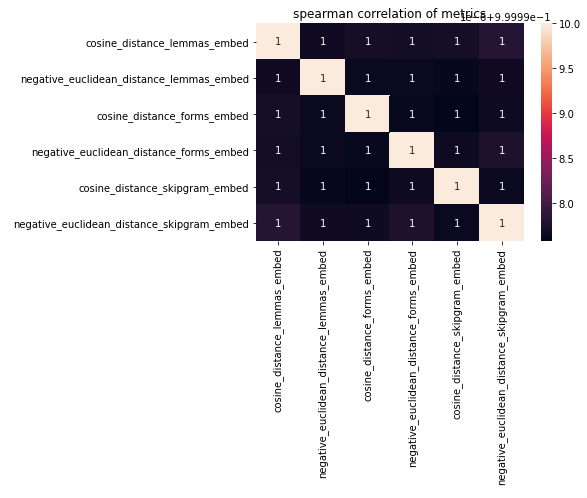 spearman correlation of metrics
1e-6+9.9999e-1
cosine_distance_lemmas_embed 1 1 1 1 1 1
negative_euclidean_distance_lemmas_embed 1 1 1 1 1 1
cosine_distance_forms_embed 1 1 1 1 1 1
negative_euclidean_distance_forms_embed 1 1 1 1 1 1
cosine_distance_skipgram_embed 1 1 1 1 1 1
negative_euclidean_distance_skipgram_embed 1 1 1 1 1 1
cosine_distance_lemmas_embed
negative_euclidean_distance_lemmas_embed
cosine_distance_forms_embed
negative_euclidean_distance_forms_embed
cosine_distance_skipgram_embed
negative_euclidean_distance_skipgram_embed
10.0
9.5
9.0
8.5
8.0